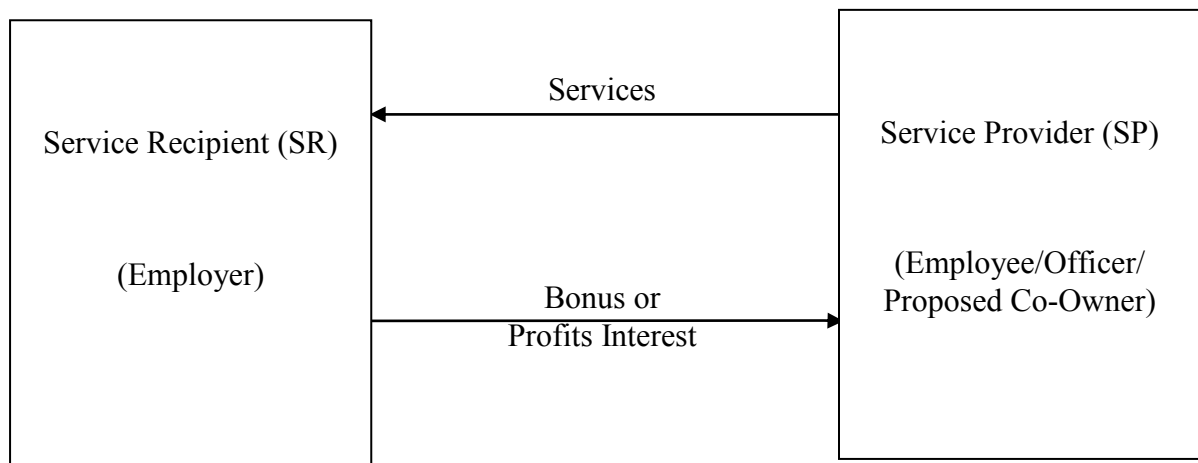 Service Recipient (SR)
(Employer)
Services
Bonus or
Profits Interest
Service Provider (SP)
(Employee/Officer/
Proposed Co-Owner)